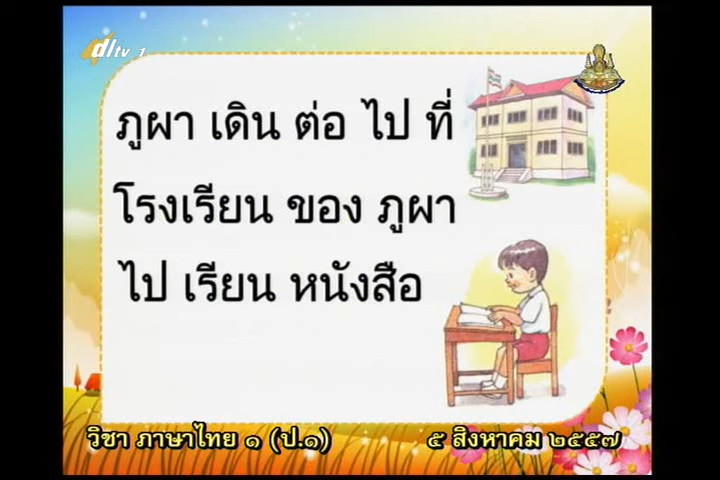 dltv 1
ภูผา เดิน ต่อ ไป ที่
โรงเรียน ของ ภูผา
ไป เรียน หนังสือ
วิชา ภาษาไทย ๑ (ป.๑) ๕ สิงหาคม ๒๕๕๗